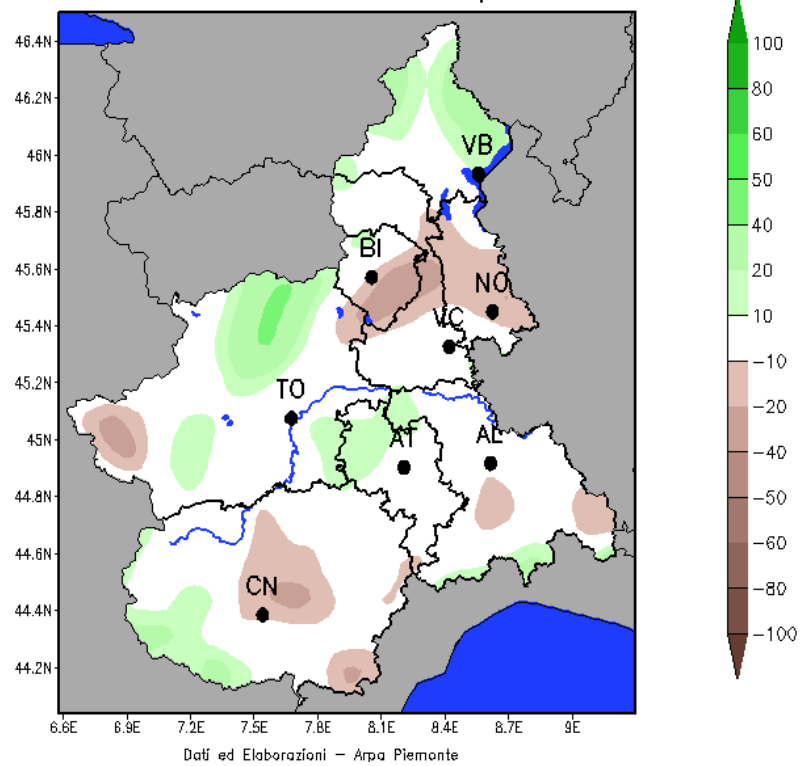 46.4N
46.2N
46N
45.8N
45.6N
45.4N
45.2N
45N
44.8N
44.6N
44.4N
44.2N
VB
BI
NO
VC
TO
AT
AL
CN
6.6E 6.9E 7.2E 7.5E 7.8E 8.1E 8.4E 8.7E 9E
100
80
60
50
40
20
10
-10
-20
-40
-50
-60
-80
-100
Dati ed Elaborazioni – Arpa Piemonte